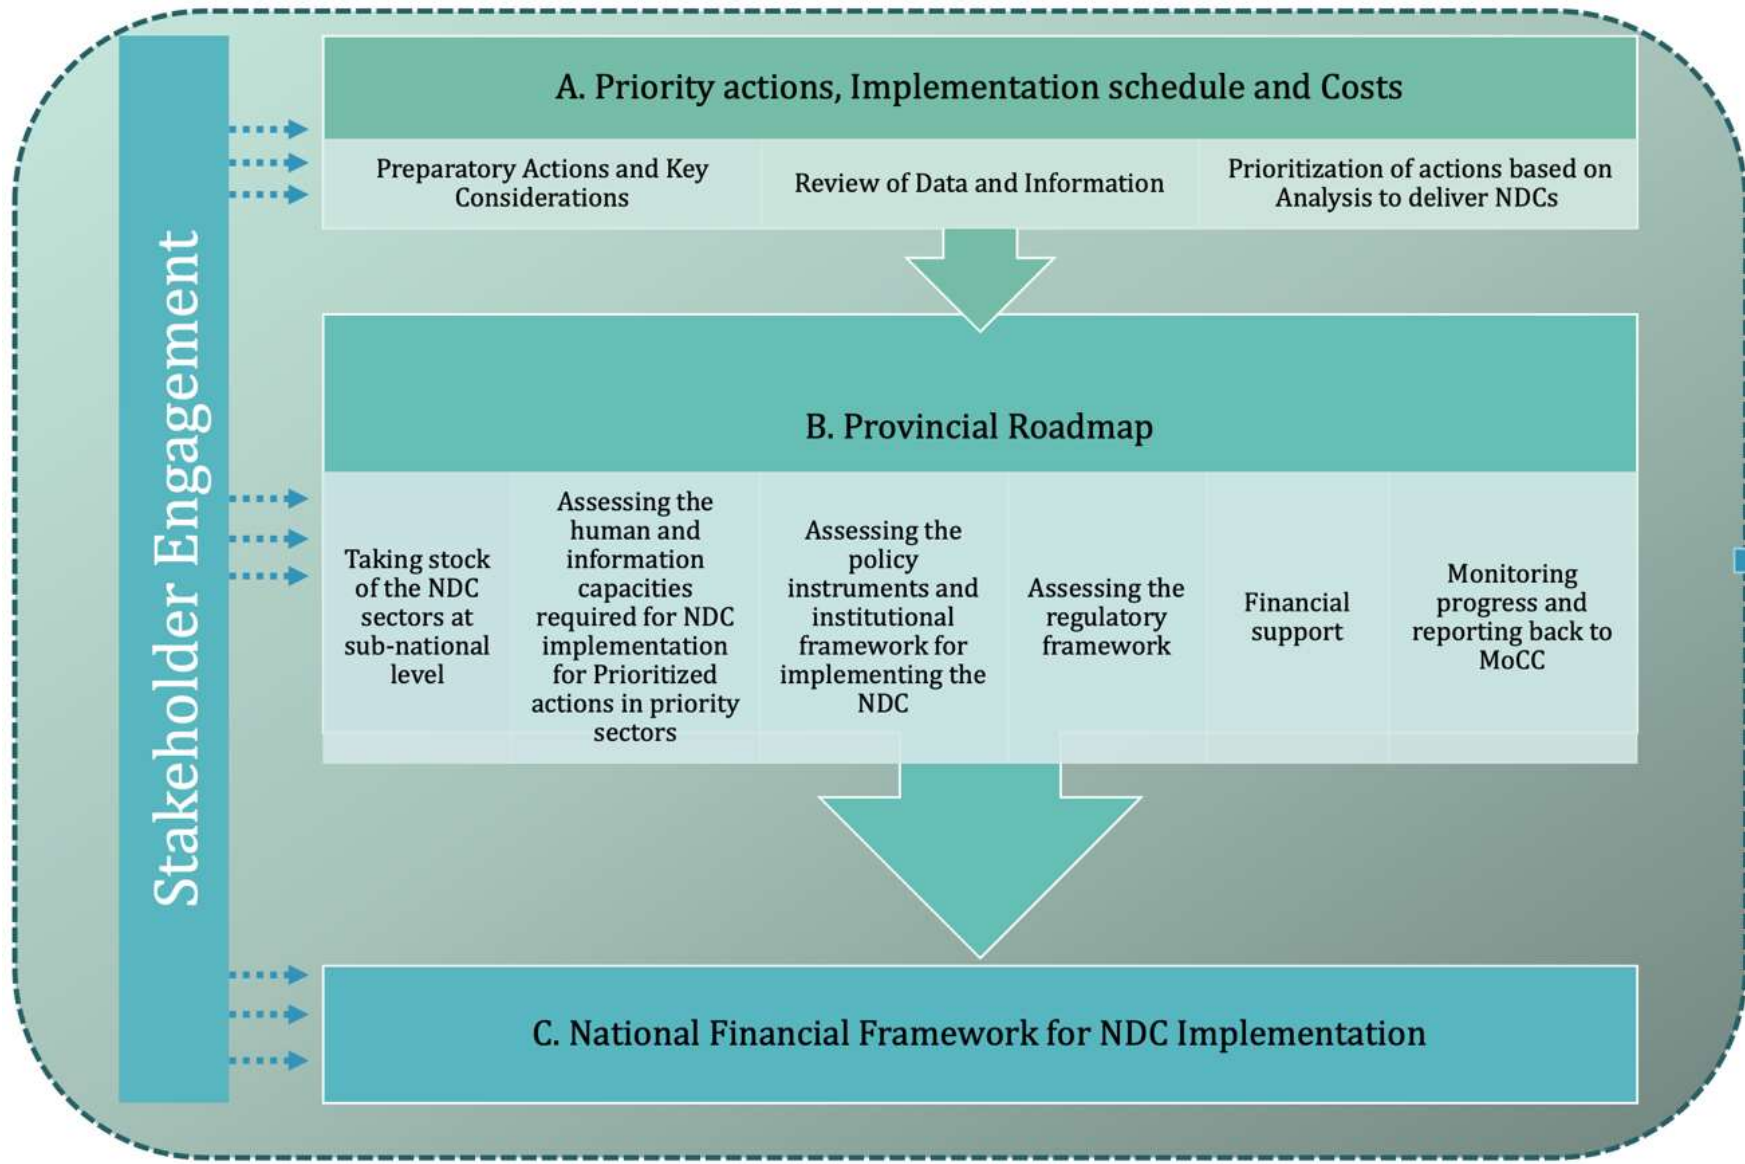 Stakeholder Engagement
A. Priority actions, Implementation schedule and Costs
Preparatory Actions and Key
Considerations
Review of Data and Information
Prioritization of actions based on
Analysis to deliver NDCs
B. Provincial Roadmap
Taking stock
of the NDC
sectors at
sub-national
level
Assessing the
human and
information
capacities
required for NDC
implementation
for Prioritized
actions in priority
sectors
Assessing the
policy
instruments and
institutional
framework for
implementing the
NDC
Assessing the
regulatory
framework
Financial
support
Monitoring
progress and
reporting back to
MoCC
C. National Financial Framework for NDC Implementation